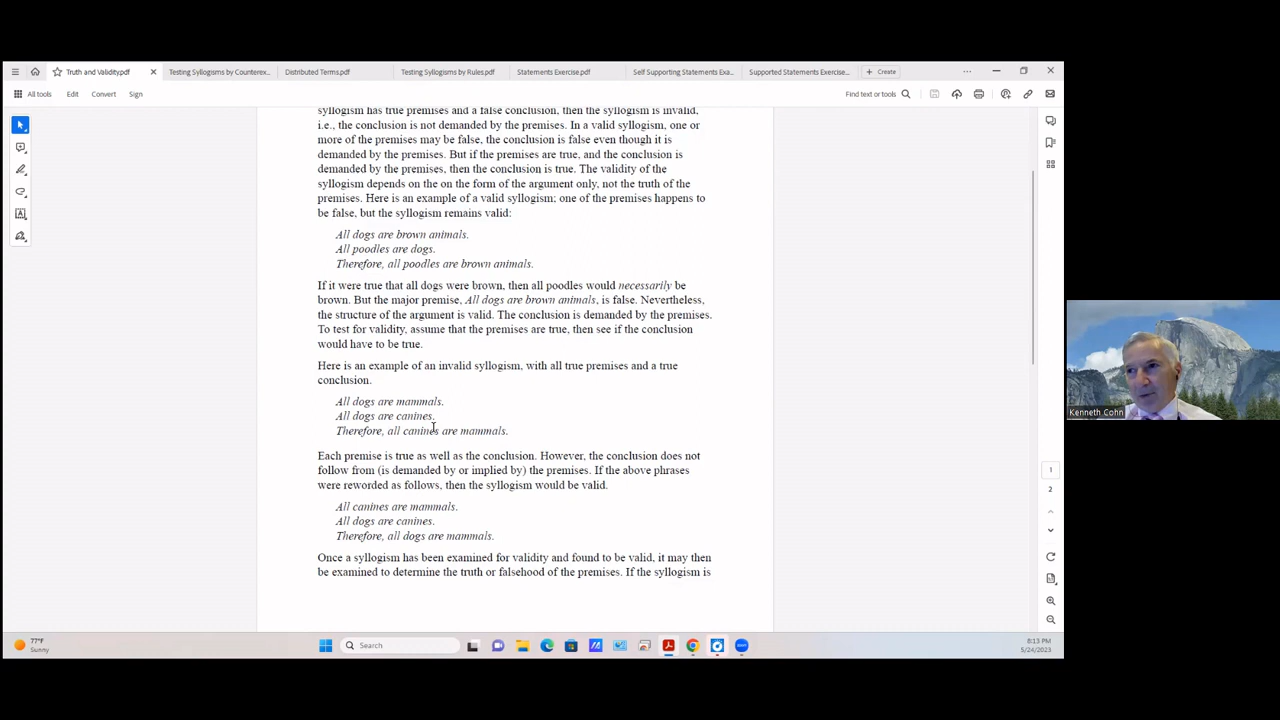 Truth and Validity.pdf
Testing Syllogisms by Counterex...
Distributed Terms.pdf
Testing Syllogisms by Rules.pdf
Statements Exercise.pdf
Self Supporting Statements Exa...
Supported Statements Exercise...
Create
All tools
Edit
Convert
Sign
Find text or tools
syllogism has true premises and a false conclusion, then the syllogism is invalid,
i.e., the conclusion is not demanded by the premises. In a valid syllogism, one or
more of the premises may be false, the conclusion is false even though it is
demanded by the premises. But if the premises are true, and the conclusion is
demanded by the premises, then the conclusion is true. The validity of the
syllogism depends on the on the form of the argument only, not the truth of the
premises. Here is an example of a valid syllogism; one of the premises happens to
be false, but the syllogism remains valid:
All dogs are brown animals.
All poodles are dogs.
Therefore, all poodles are brown animals.
If it were true that all dogs were brown, then all poodles would necessarily be
brown. But the major premise, All dogs are brown animals, is false. Nevertheless,
the structure of the argument is valid. The conclusion is demanded by the premises.
To test for validity, assume that the premises are true, then see if the conclusion
would have to be true.
Here is an example of an invalid syllogism, with all true premises and a true
conclusion.
All dogs are mammals.
All dogs are canines.
Therefore, all canines are mammals.
Each premise is true as well as the conclusion. However, the conclusion does not
follow from (is demanded by or implied by) the premises. If the above phrases
were reworded as follows, then the syllogism would be valid.
All canines are mammals.
All dogs are canines.
Therefore, all dogs are mammals.
Once a syllogism has been examined for validity and found to be valid, it may then
be examined to determine the truth or falsehood of the premises. If the syllogism is
1
2
Kenneth Cohn
77°F
Sunny
Search
8:13 PM
5/24/2023